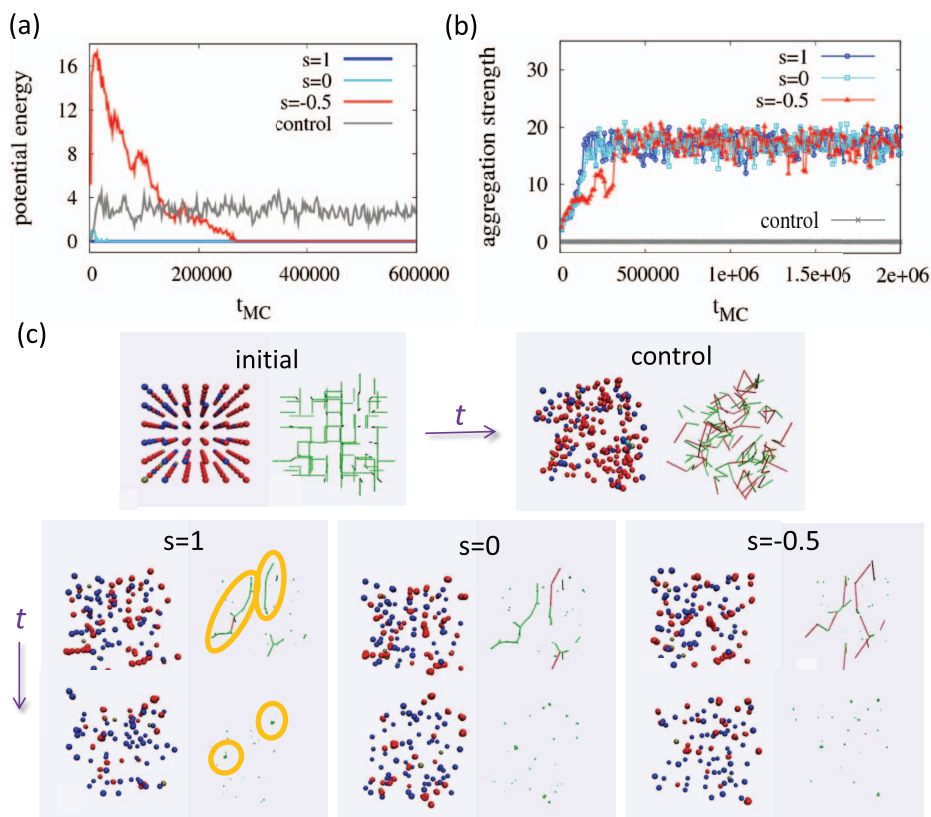 (a)
potential energy
16
12
8
4
0
s=1
s=0
s=-0.5
control
0
200000
400000
600000
tMC
(b)
aggregation strength
30
20
10
0
s=1
s=0
s=-0.5
control
0
500000
1e+06
1.5e+06
2e+06
tMC
(c)
initial
t
control
s=1
s=0
s=-0.5
t